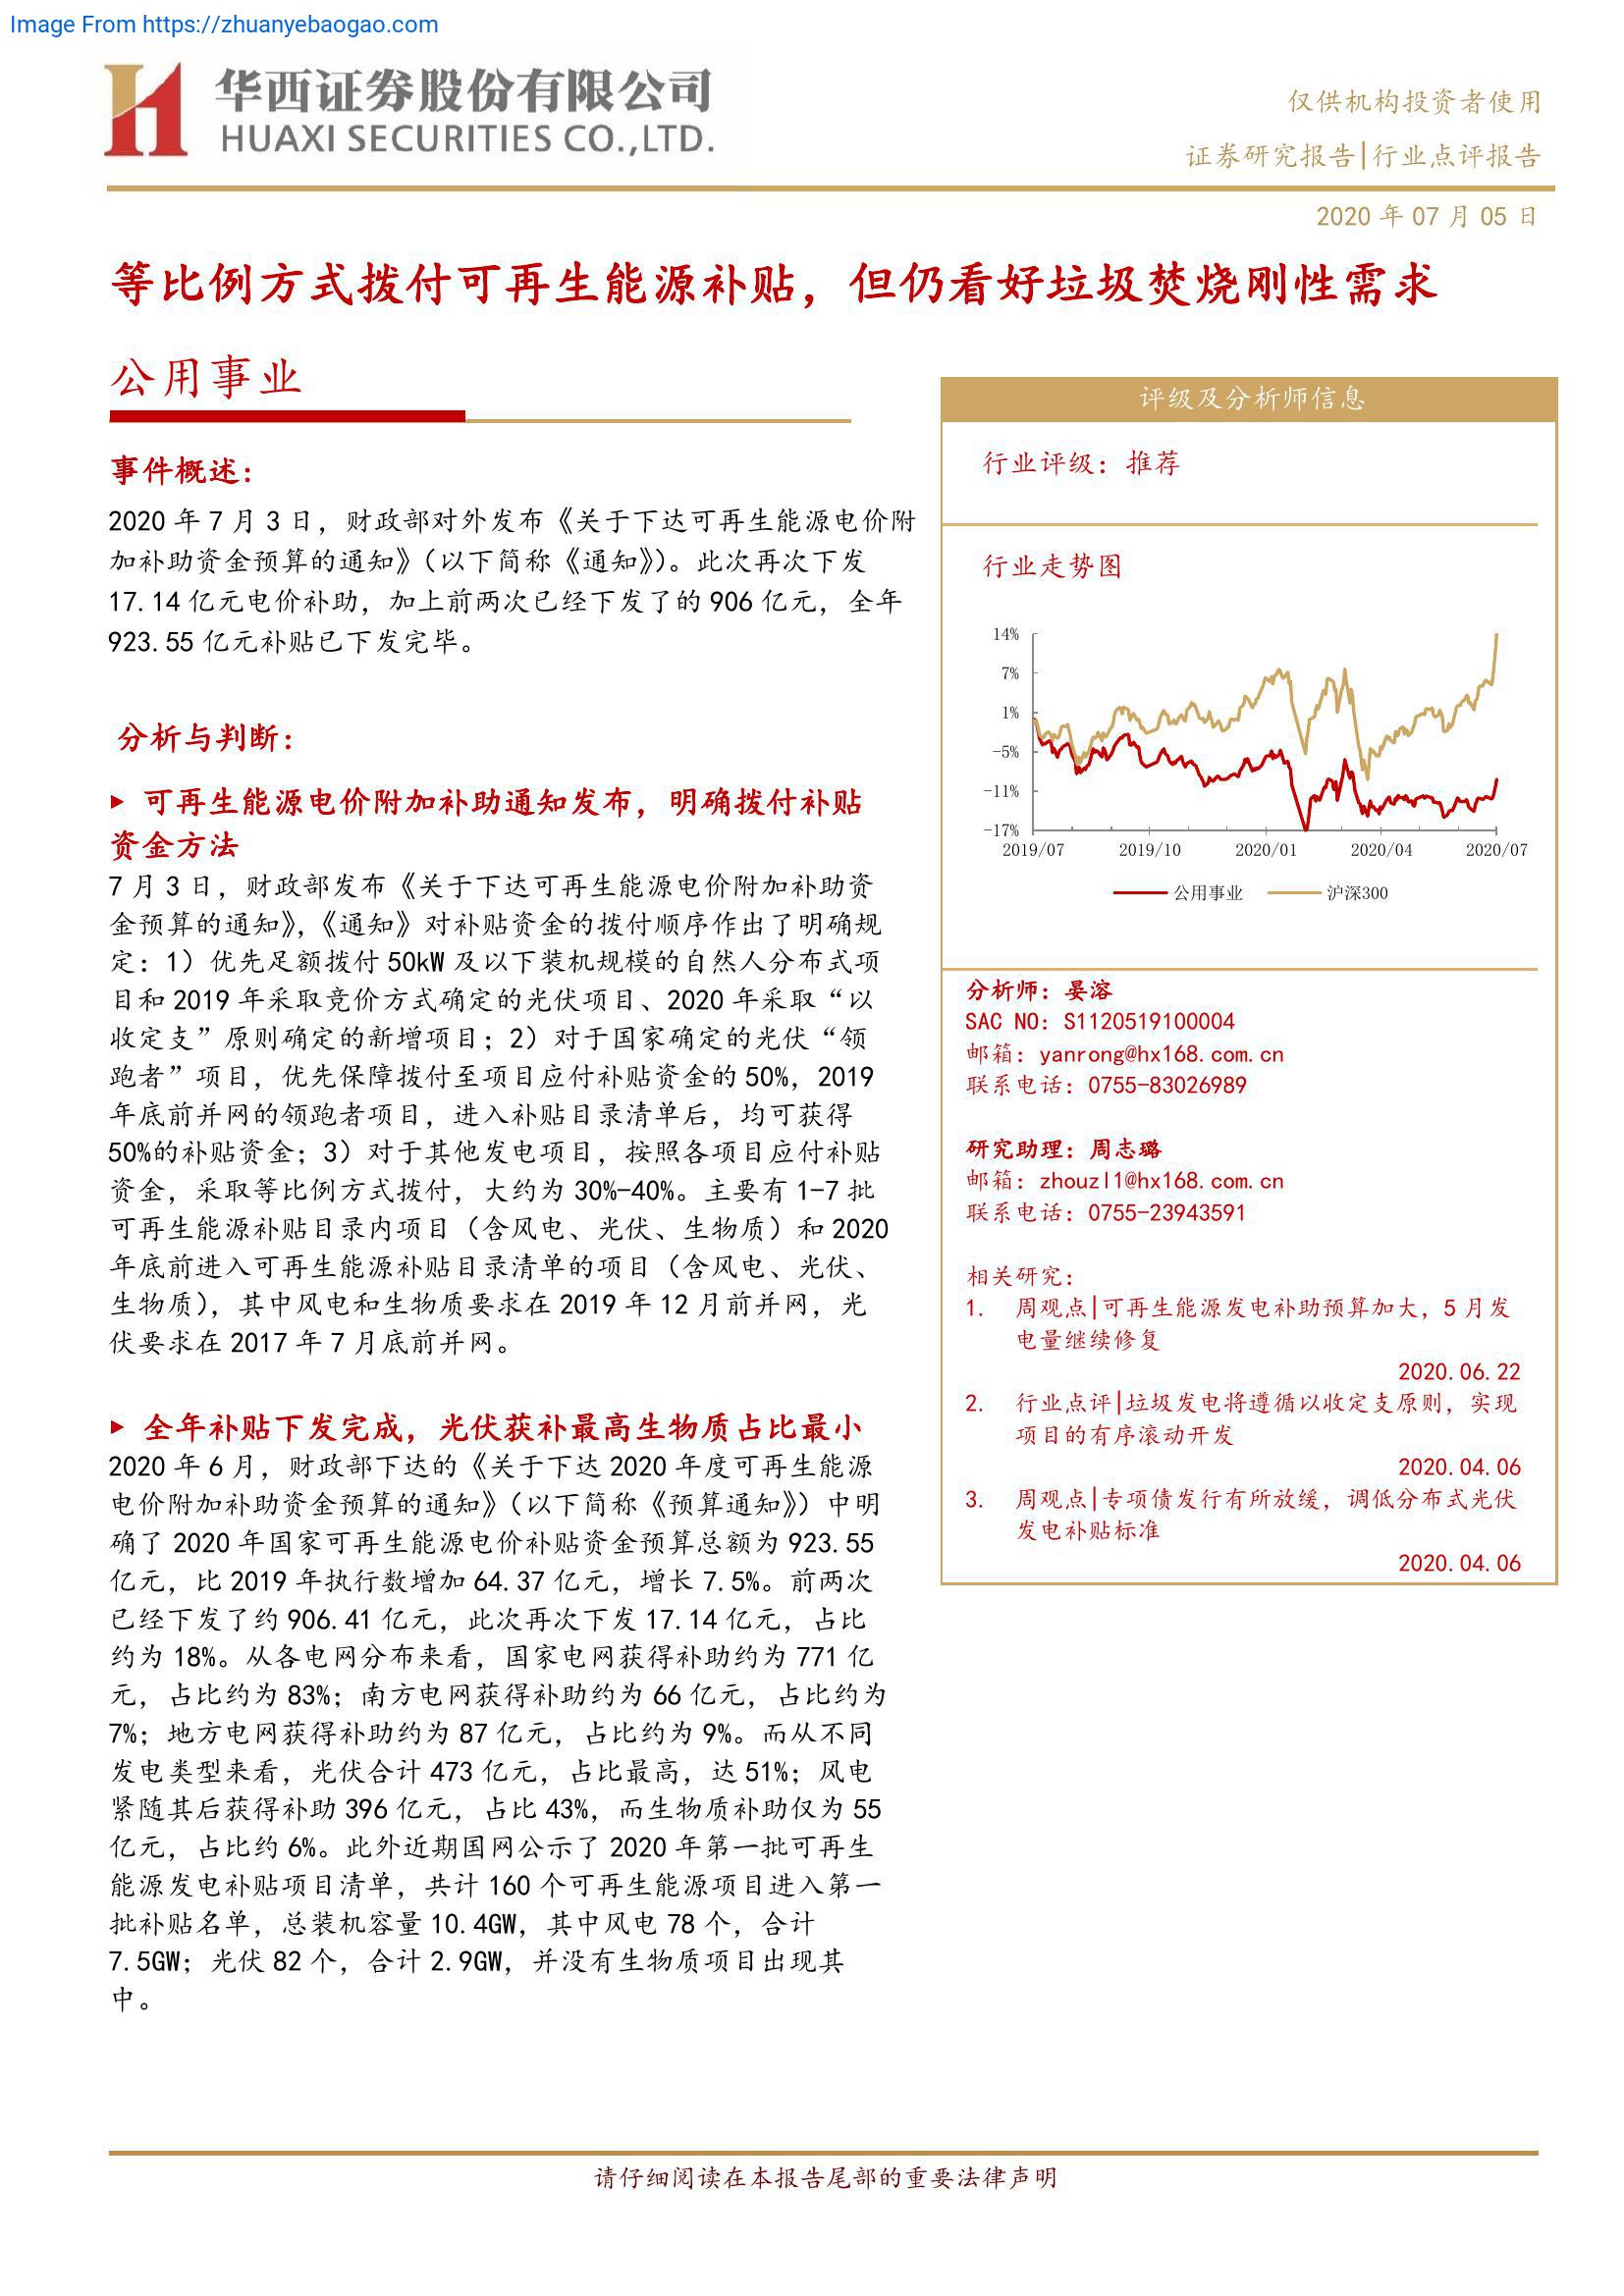 Image From https://zhuanyebaogao.com
华西证券股份有限公司
HUAXI SECURITIES CO.,LTD.
仅供机构投资者使用
证券研究报告|行业点评报告
2020 年 07 月 05 日
等比例方式拨付可再生能源补贴，但仍看好垃圾焚烧刚性需求
公用事业
事件概述：
2020 年 7 月 3 日，财政部对外发布《关于下达可再生能源电价附
加补助资金预算的通知》（以下简称《通知》）。此次再次下发
17.14 亿元电价补助，加上前两次已经下发了的 906 亿元，全年
923.55 亿元补贴已下发完毕。
分析与判断：
▸ 可再生能源电价附加补助通知发布，明确拨付补贴
资金方法
7 月 3 日，财政部发布《关于下达可再生能源电价附加补助资
金预算的通知》，《通知》对补贴资金的拨付顺序作出了明确规
定：1）优先足额拨付 50kW 及以下装机规模的自然人分布式项
目和 2019 年采取竞价方式确定的光伏项目、2020 年采取“以
收定支”原则确定的新增项目；2）对于国家确定的光伏“领
跑者”项目，优先保障拨付至项目应付补贴资金的 50%，2019
年底前并网的领跑者项目，进入补贴目录清单后，均可获得
50%的补贴资金；3）对于其他发电项目，按照各项目应付补贴
资金，采取等比例方式拨付，大约为 30%-40%。主要有 1-7 批
可再生能源补贴目录内项目（含风电、光伏、生物质）和 2020
年底前进入可再生能源补贴目录清单的项目（含风电、光伏、
生物质），其中风电和生物质要求在 2019 年 12 月前并网，光
伏要求在 2017 年 7 月底前并网。
▸ 全年补贴下发完成，光伏获补最高生物质占比最小
2020 年 6 月，财政部下达的《关于下达 2020 年度可再生能源
电价附加补助资金预算的通知》（以下简称《预算通知》）中明
确了 2020 年国家可再生能源电价补贴资金预算总额为 923.55
亿元，比 2019 年执行数增加 64.37 亿元，增长 7.5%。前两次
已经下发了约 906.41 亿元，此次再次下发 17.14 亿元，占比
约为 18%。从各电网分布来看，国家电网获得补助约为 771 亿
元，占比约为 83%；南方电网获得补助约为 66 亿元，占比约为
7%；地方电网获得补助约为 87 亿元，占比约为 9%。而从不同
发电类型来看，光伏合计 473 亿元，占比最高，达 51%；风电
紧随其后获得补助 396 亿元，占比 43%，而生物质补助仅为 55
亿元，占比约 6%。此外近期国网公示了 2020 年第一批可再生
能源发电补贴项目清单，共计 160 个可再生能源项目进入第一
批补贴名单，总装机容量 10.4GW，其中风电 78 个，合计
7.5GW；光伏 82 个，合计 2.9GW，并没有生物质项目出现其
中。
评级及分析师信息
行业评级：推荐
行业走势图
14%
7%
1%
-5%
-11%
-17%
2019/07 2019/10 2020/01 2020/04 2020/07
公用事业 沪深300
分析师：晏溶
SAC NO：S1120519100004
邮箱：yanrong@hx168.com.cn
联系电话：0755-83026989
研究助理：周志璐
邮箱：zhouzl1@hx168.com.cn
联系电话：0755-23943591
相关研究：
1. 周观点|可再生能源发电补助预算加大，5 月发
电量继续修复
2020.06.22
2. 行业点评|垃圾发电将遵循以收定支原则，实现
项目的有序滚动开发
2020.04.06
3. 周观点|专项债发行有所放缓，调低分布式光伏
发电补贴标准
2020.04.06
请仔细阅读在本报告尾部的重要法律声明